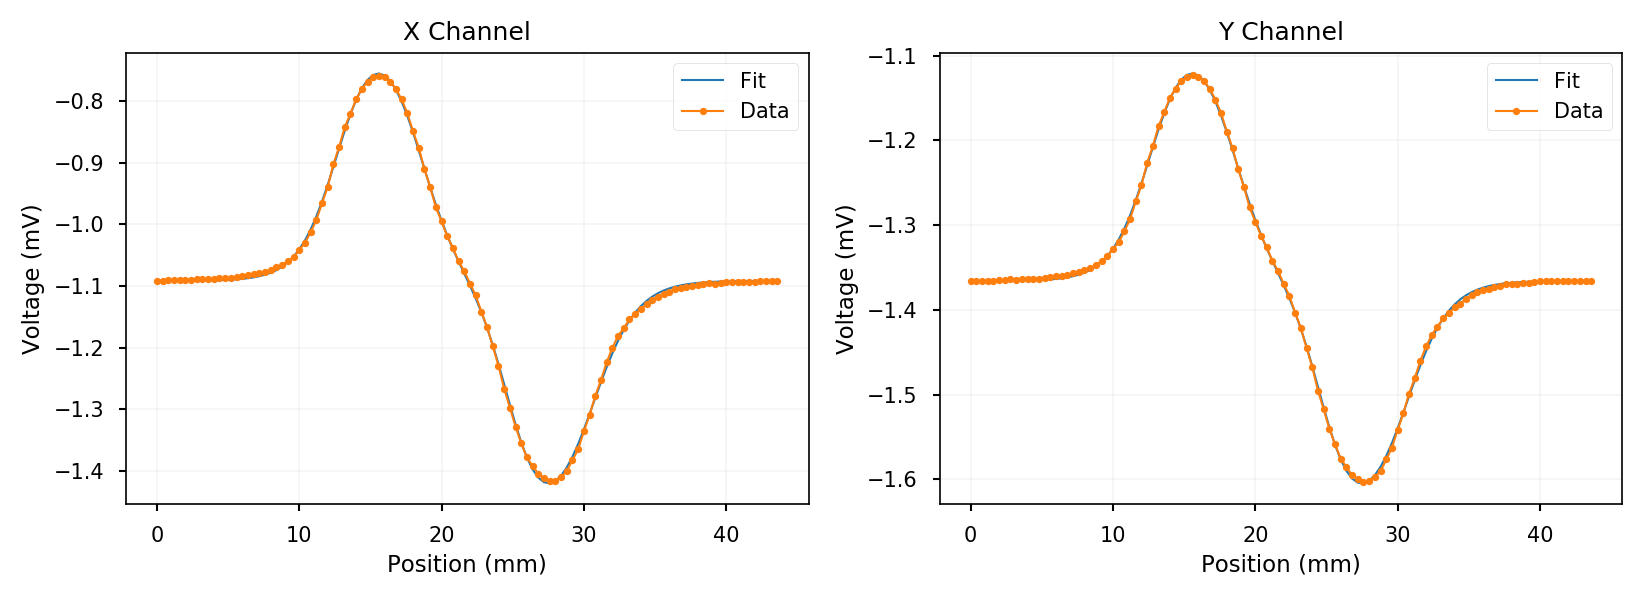 X Channel
Fit
Data
−0.8
−0.9
−1.0
−1.1
−1.2
−1.3
−1.4
Voltage (mV)
0
10
20
30
40
Position (mm)
Y Channel
Fit
Data
−1.1
−1.2
−1.3
−1.4
−1.5
−1.6
Voltage (mV)
0
10
20
30
40
Position (mm)